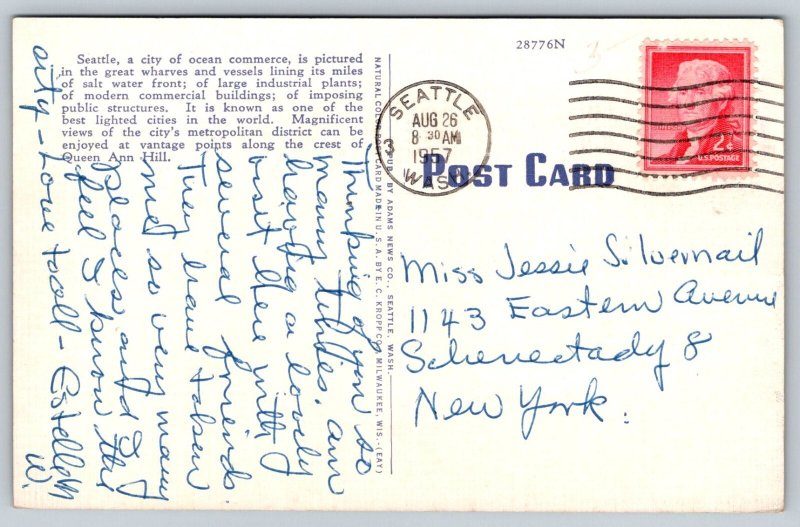 28776N
Seattle, a city of ocean commerce, is pictured
in the great wharves and vessels lining its miles
of salt water front; of large industrial plants;
of modern commercial buildings; of imposing
public structures. It is known as one of the
best lighted cities in the world. Magnificent
views of the city's metropolitan district can be
enjoyed at vantage points along the crest of
Queen Ann Hill.
NATURAL COLOR POST CARD MADE IN U.S.A. BY E. C. KROPP CO., MILWAUKEE, WIS.-(EAY)
PUB. BY ADAMS NEWS CO., SEATTLE, WASH.
SEATTLE
AUG 26
8 30 AM
1957
WASH
3
JEFFERSON
2¢
U.S. POSTAGE
POST CARD
Thinking of you so
many times. am
having a lovely
visit here with
several friends
They have taken
me so very many
places and I
feel I know the
city - Love to all - Estelle
W.
Miss Jessie Silvernail
1143 Eastern Avenue
Schenectady 8
New York.